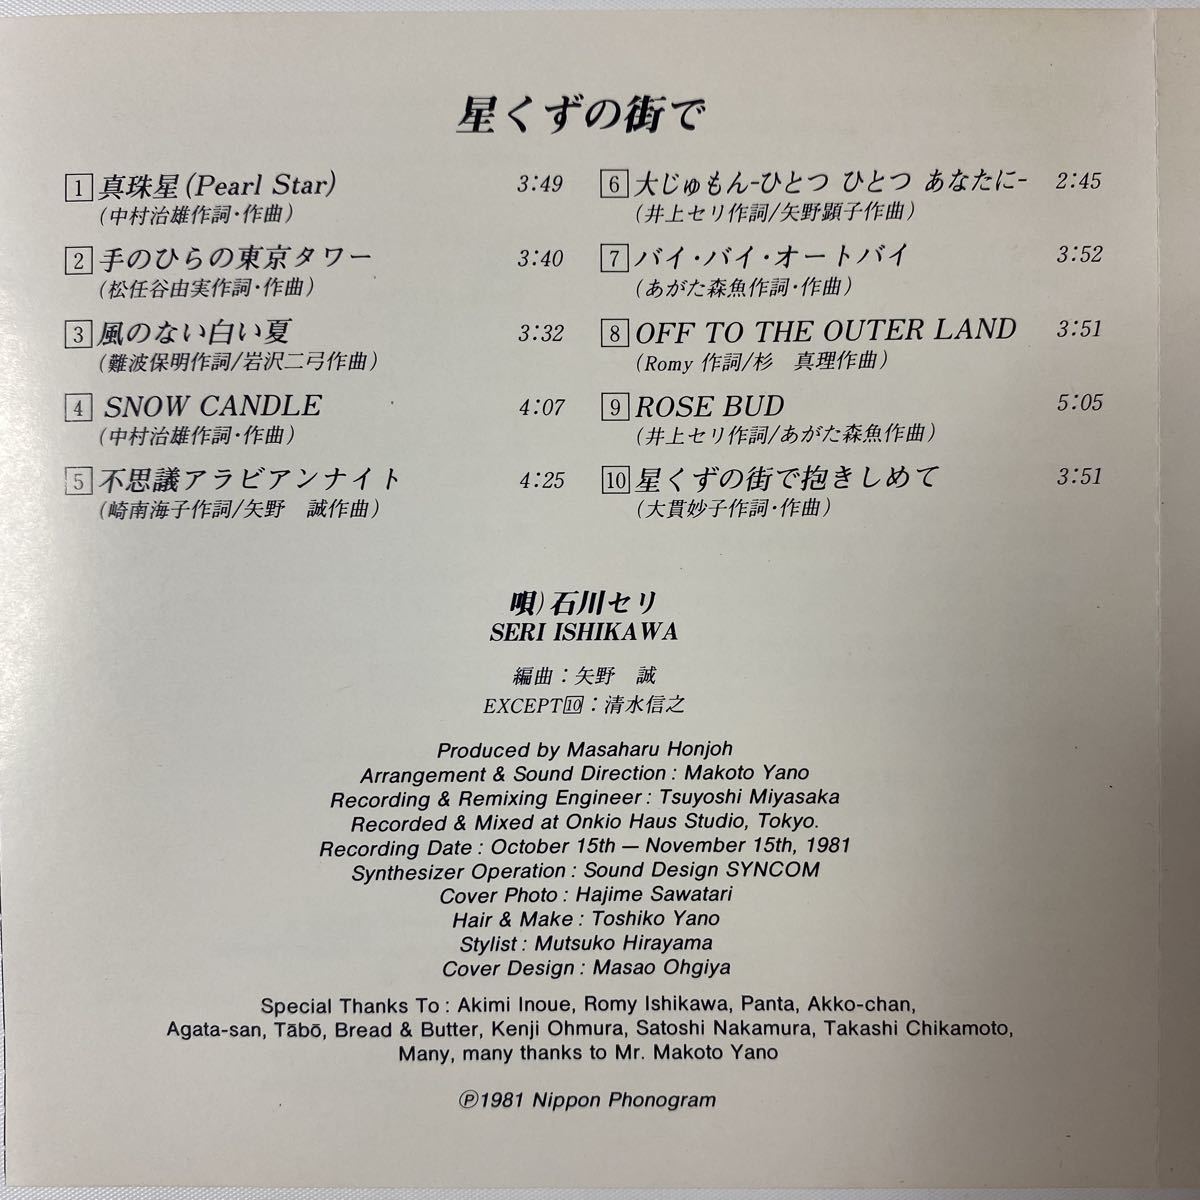 星くずの街で
1 真珠星 (Pearl Star) 3:49
(中村治雄作詞・作曲)
2 手のひらの東京タワー 3:40
(松任谷由実作詞・作曲)
3 風のない白い夏 3:32
(難波保明作詞/岩沢二弓作曲)
4 SNOW CANDLE 4:07
(中村治雄作詞・作曲)
5 不思議アラビアンナイト 4:25
(崎南海子作詞/矢野 誠作曲)
6 大じゅもん-ひとつ ひとつ あなたに- 2:45
(井上セリ作詞/矢野顕子作曲)
7 バイ・バイ・オートバイ 3:52
(あがた森魚作詞・作曲)
8 OFF TO THE OUTER LAND 3:51
(Romy 作詞/杉 真理作曲)
9 ROSE BUD 5:05
(井上セリ作詞/あがた森魚作曲)
10 星くずの街で抱きしめて 3:51
(大貫妙子作詞・作曲)
唄) 石川セリ
SERI ISHIKAWA
編曲：矢野 誠
EXCEPT10：清水信之
Produced by Masaharu Honjoh
Arrangement & Sound Direction : Makoto Yano
Recording & Remixing Engineer : Tsuyoshi Miyasaka
Recorded & Mixed at Onkio Haus Studio, Tokyo.
Recording Date : October 15th — November 15th, 1981
Synthesizer Operation : Sound Design SYNCOM
Cover Photo : Hajime Sawatari
Hair & Make : Toshiko Yano
Stylist : Mutsuko Hirayama
Cover Design : Masao Ohgiya
Special Thanks To : Akimi Inoue, Romy Ishikawa, Panta, Akko-chan,
Agata-san, Tābō, Bread & Butter, Kenji Ohmura, Satoshi Nakamura, Takashi Chikamoto,
Many, many thanks to Mr. Makoto Yano
Ⓟ1981 Nippon Phonogram